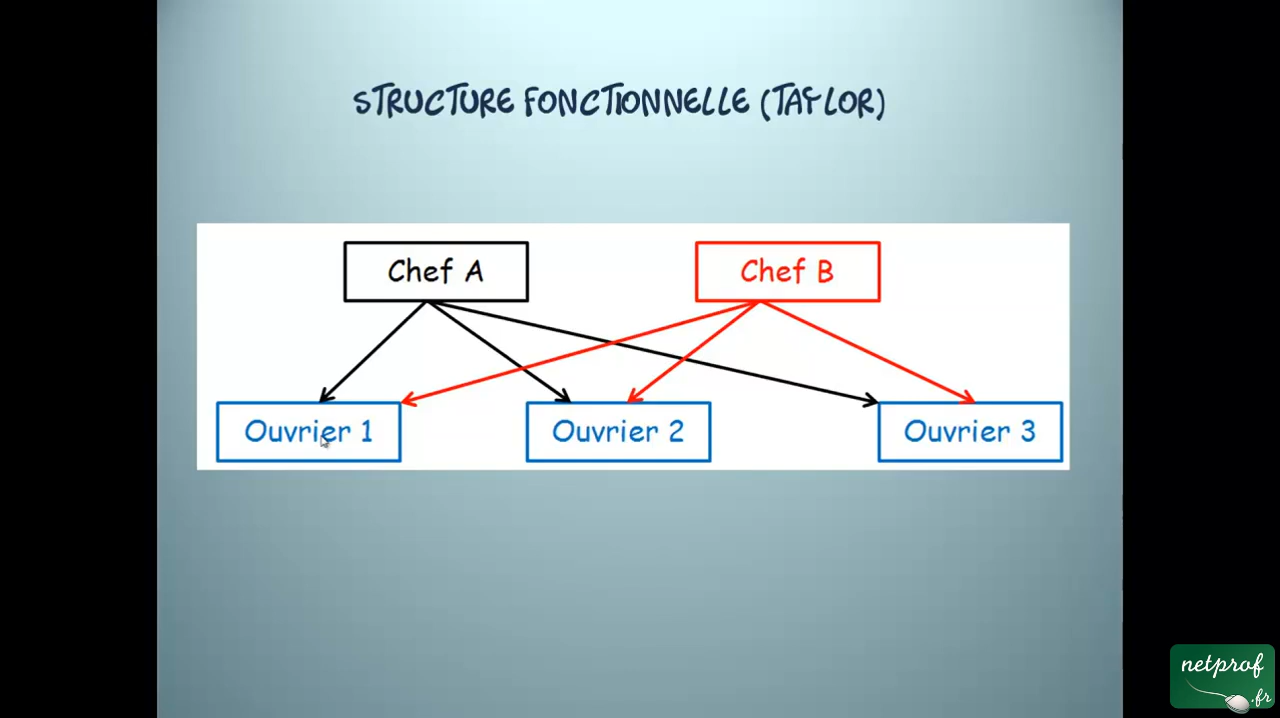 STRUCTURE FONCTIONNELLE (TAYLOR)
Chef A
Chef B
Ouvrier 1
Ouvrier 2
Ouvrier 3
netprof
.fr